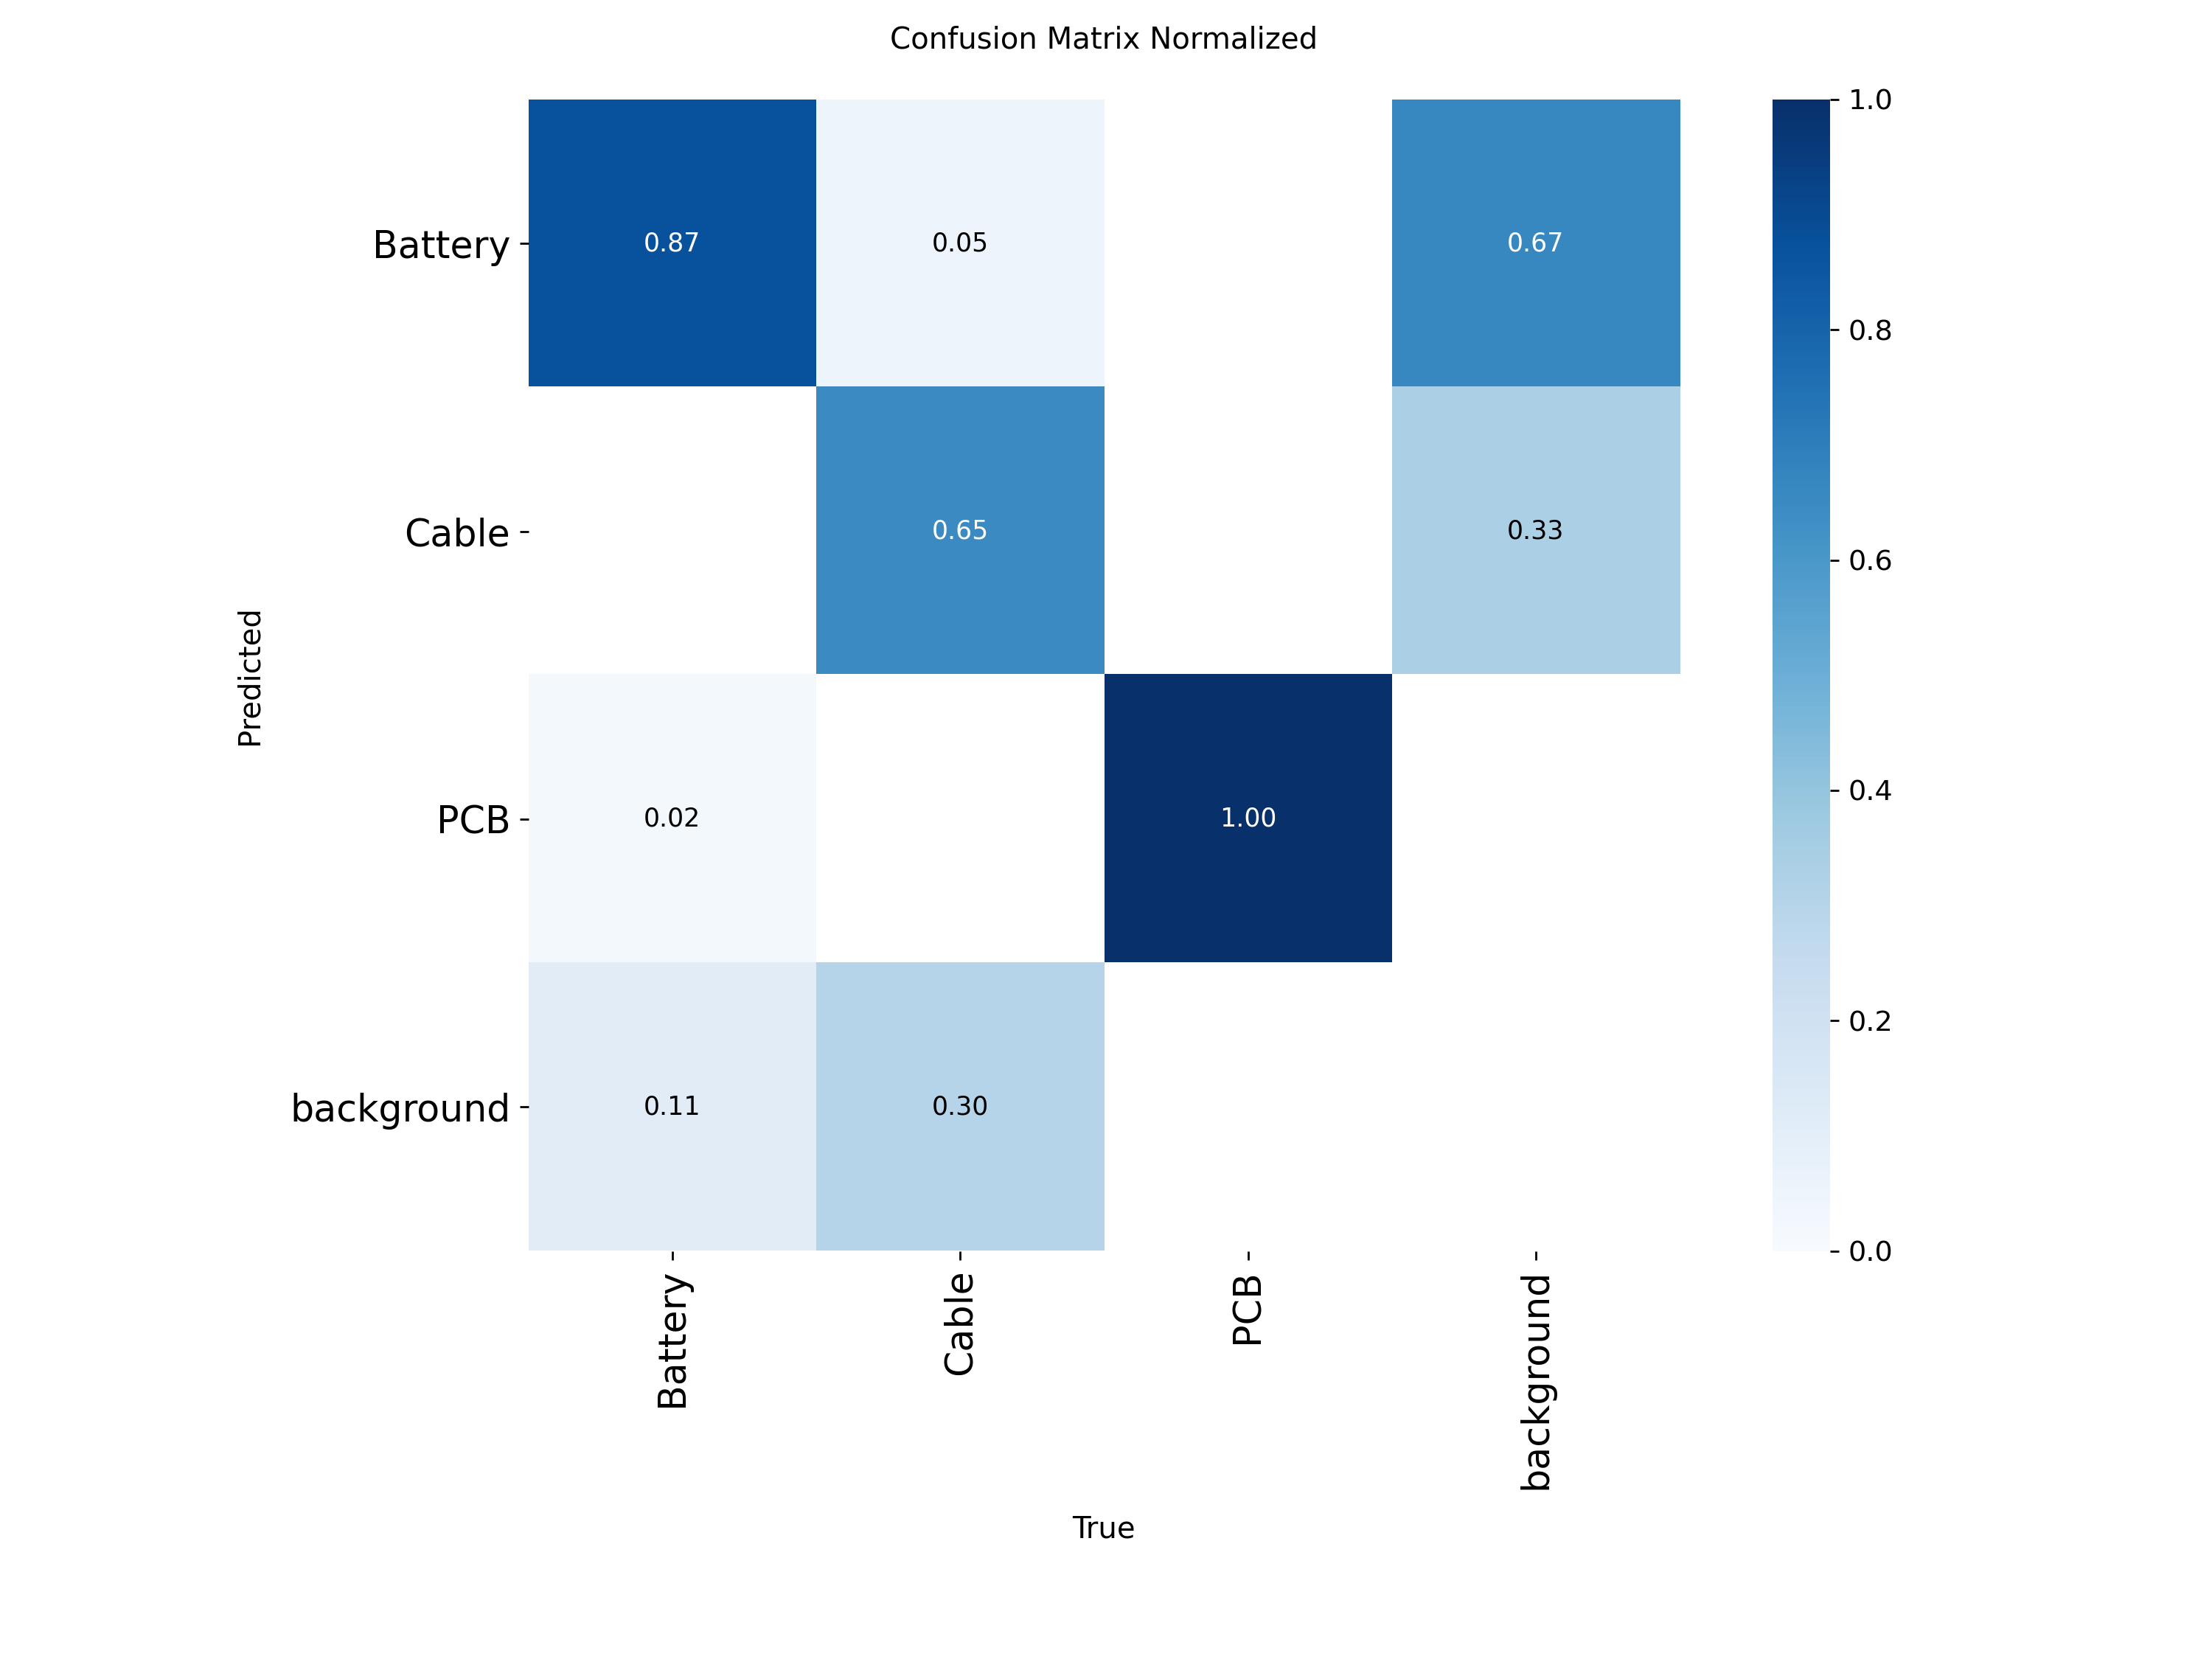 Confusion Matrix Normalized
Battery
0.87
0.05
0.67
Cable
0.65
0.33
PCB
0.02
1.00
background
0.11
0.30
Predicted
Battery
Cable
PCB
background
True
1.0
0.8
0.6
0.4
0.2
0.0